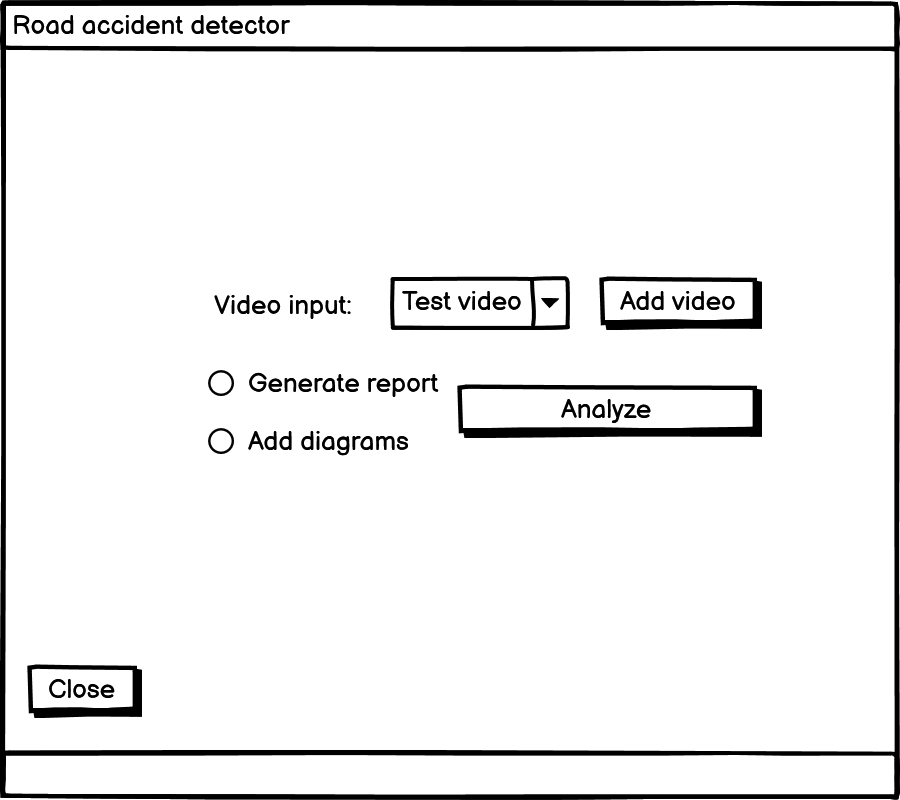 Road accident detector
Video input: Test video Add video
Generate report
Analyze
Add diagrams
Close